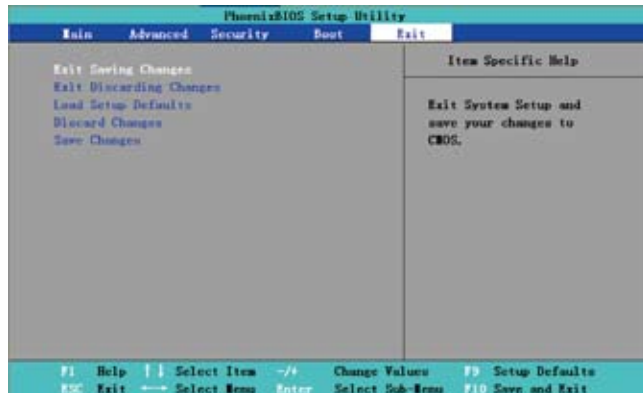 PhoenixBIOS Setup Utility
Main Advanced Security Boot Exit
Exit Saving Changes
Exit Discarding Changes
Load Setup Defaults
Discard Changes
Save Changes
Item Specific Help
Exit System Setup and
save your changes to
CMOS.
F1 Help ↑↓ Select Item -/+ Change Values F9 Setup Defaults
ESC Exit ←→ Select Menu Enter Select Sub-Menu F10 Save and Exit